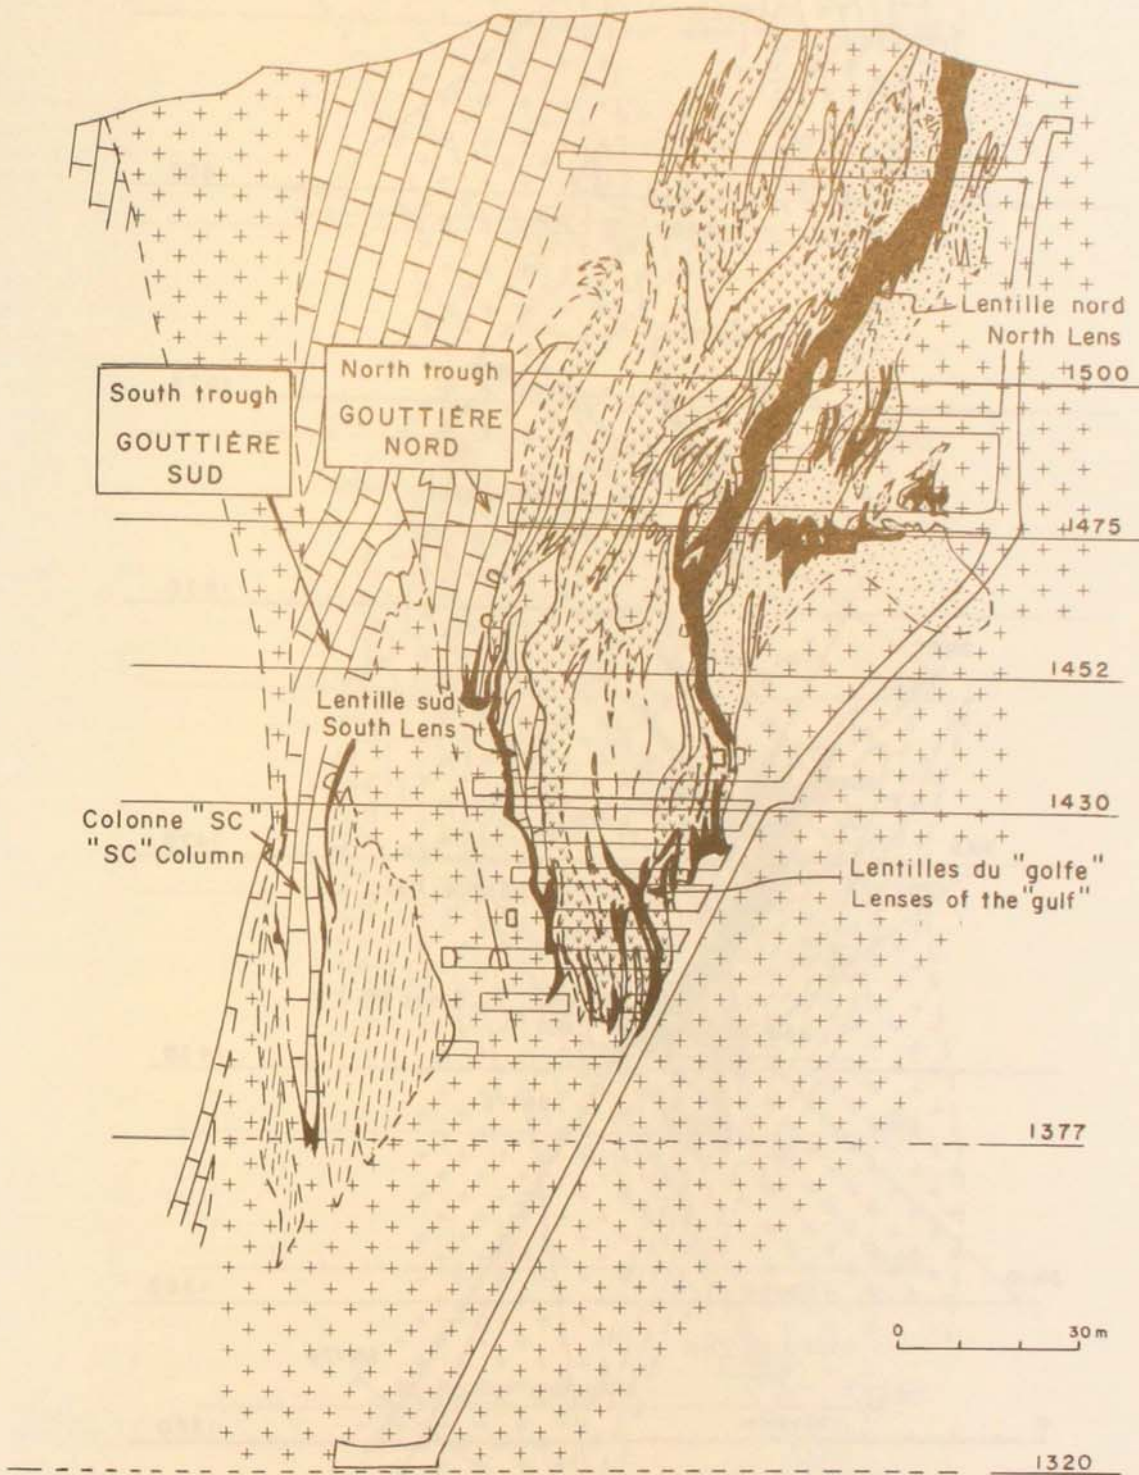 Lentille nord
North Lens
1500
North trough
GOUTTIÈRE
NORD
South trough
GOUTTIÈRE
SUD
1475
1452
Lentille sud
South Lens
1430
Colonne "SC"
"SC" Column
Lentilles du "golfe"
Lenses of the "gulf"
1377
0 30 m
1320